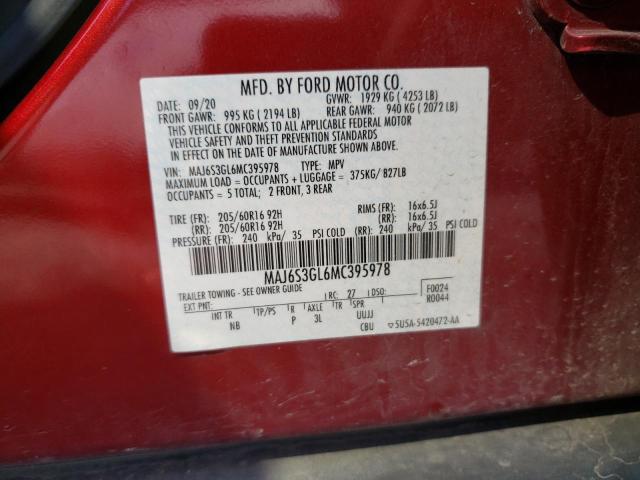 MFD. BY FORD MOTOR CO.
DATE: 09/20 GVWR: 1929 KG ( 4253 LB)
FRONT GAWR: 995 KG ( 2194 LB) REAR GAWR: 940 KG ( 2072 LB)
THIS VEHICLE CONFORMS TO ALL APPLICABLE FEDERAL MOTOR
VEHICLE SAFETY AND THEFT PREVENTION STANDARDS
IN EFFECT ON THE DATE OF MANUFACTURE SHOWN
ABOVE.
VIN: MAJ6S3GL6MC395978 TYPE: MPV
MAXIMUM LOAD = OCCUPANTS + LUGGAGE = 375KG/ 827LB
OCCUPANTS = 5 TOTAL; 2 FRONT, 3 REAR
TIRE (FR): 205/60R16 92H RIMS (FR): 16x6.5J
(RR): 205/60R16 92H (RR): 16x6.5J
PRESSURE (FR): 240 kPa/ 35 PSI COLD (RR): 240 kPa/ 35 PSI COLD
MAJ6S3GL6MC395978
TRAILER TOWING - SEE OWNER GUIDE
EXT PNT: RC: 27 DSO: F0024
R0044
INT TR TP/PS R AXLE TR SPR
NB P 3L UUJJ
CBU 5U5A-5420472-AA